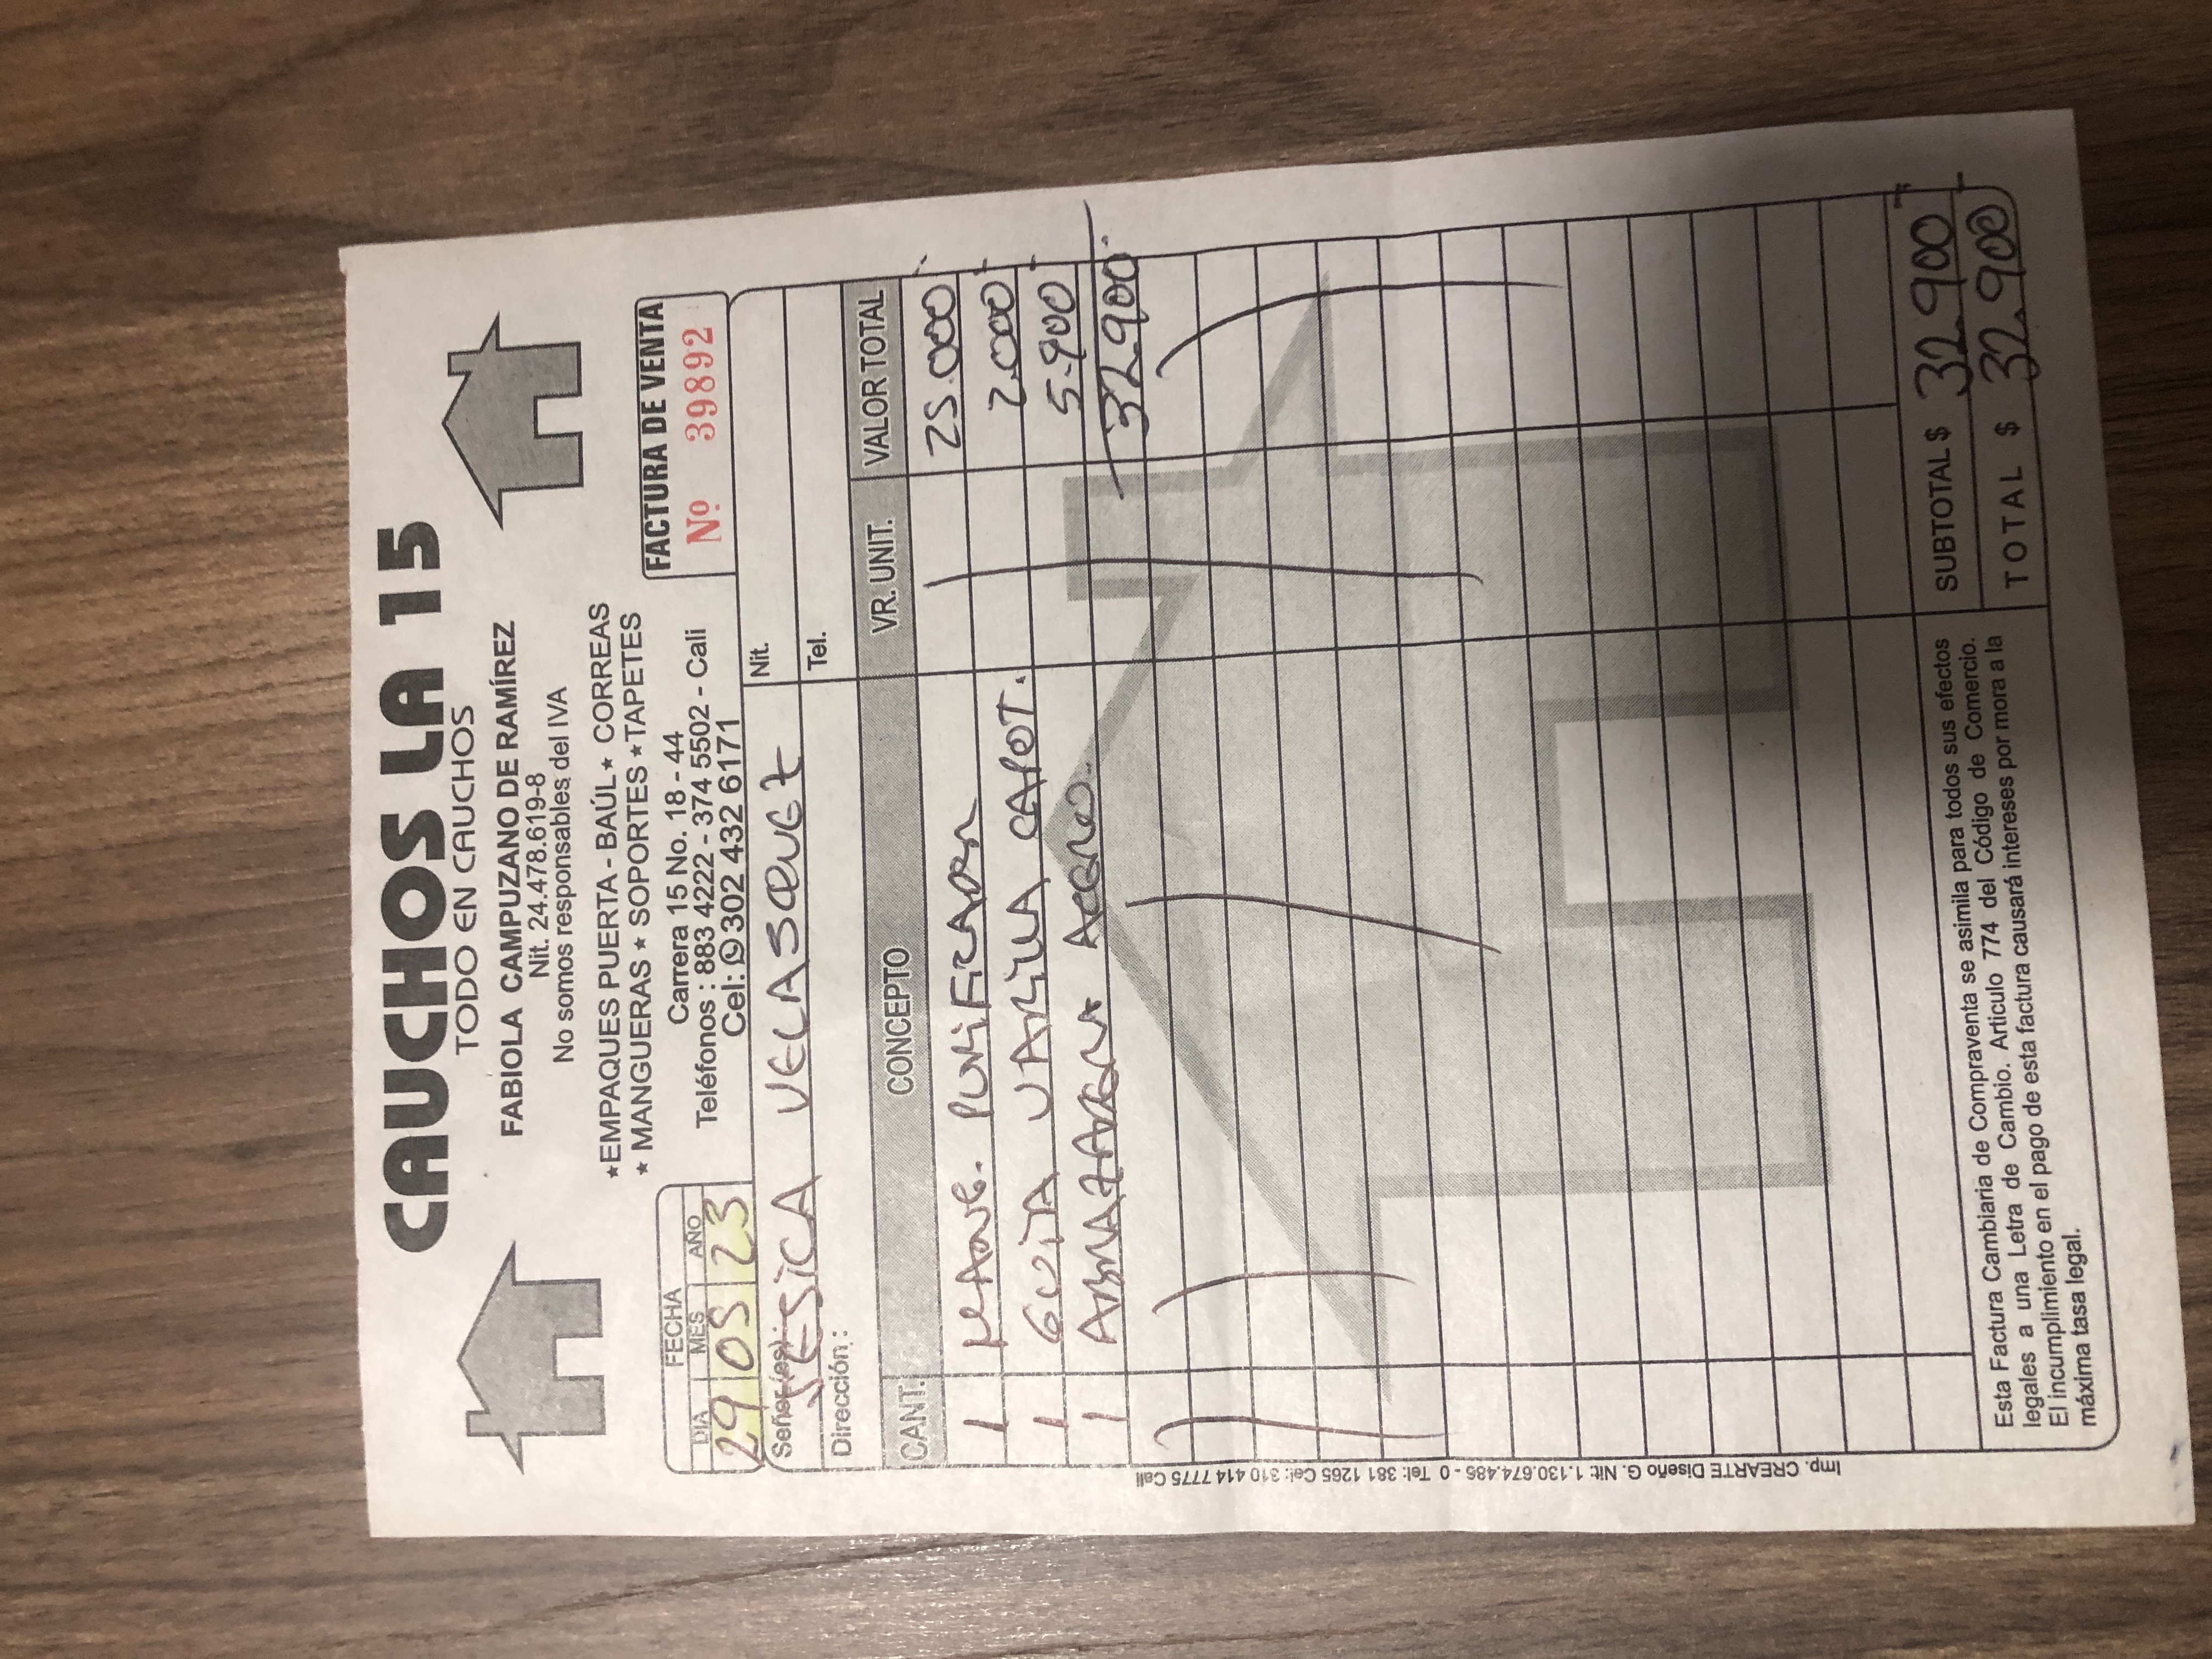 CAUCHOS LA 15
TODO EN CAUCHOS
FABIOLA CAMPUZANO DE RAMÍREZ
Nit. 24.478.619-8
No somos responsables del IVA
★EMPAQUES PUERTA - BAÚL★ CORREAS
★ MANGUERAS ★ SOPORTES ★TAPETES
Carrera 15 No. 18 - 44
Teléfonos : 883 4222 - 374 5502 - Cali
Cel: 302 432 6171
FECHA
DIA MES AÑO
29 05 23
FACTURA DE VENTA
Nº 39892
Señor(es): JESICA VELASQUEZ
Nit.
Dirección:
Tel.
CANT. CONCEPTO VR. UNIT. VALOR TOTAL
1 MANG. PURIFICADOR 25.000
1 GUIA VARILLA CAPOT. 2.000
1 ABRAZADERA 5.900
32.900
SUBTOTAL $ 32.900
TOTAL $ 32.900
Esta Factura Cambiaria de Compraventa se asimila para todos sus efectos
legales a una Letra de Cambio. Articulo 774 del Código de Comercio.
El incumplimiento en el pago de esta factura causará intereses por mora a la
máxima tasa legal.
Imp. CREARTE Diseño G. Nit: 1.130.674.485 - 0 Tel: 381 1265 Cel: 310 414 7775 Cali